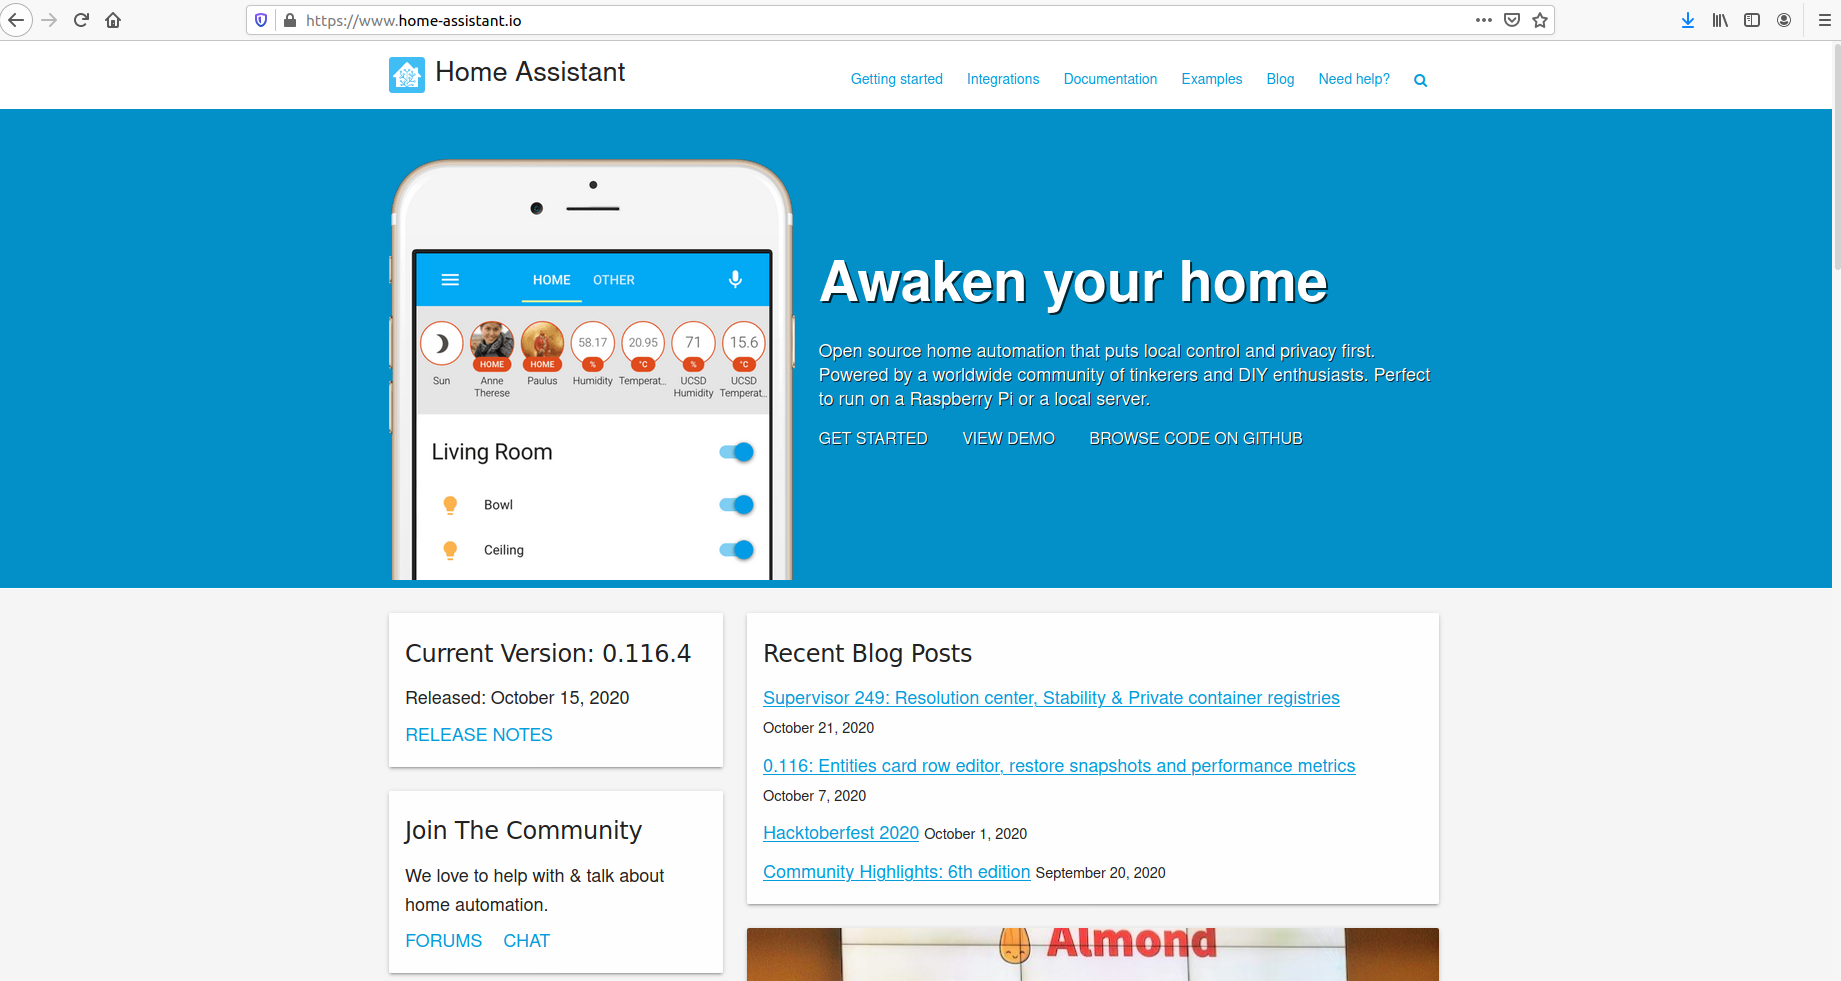 https://www.home-assistant.io
Home Assistant
Getting started Integrations Documentation Examples Blog Need help?
HOME OTHER
58.17 20.95 71 15.6
HOME HOME % °C % °C
Sun Anne Therese Paulus Humidity Temperat... UCSD Humidity UCSD Temperat...
Living Room
Bowl
Ceiling
Awaken your home
Open source home automation that puts local control and privacy first.
Powered by a worldwide community of tinkerers and DIY enthusiasts. Perfect
to run on a Raspberry Pi or a local server.
GET STARTED VIEW DEMO BROWSE CODE ON GITHUB
Current Version: 0.116.4
Released: October 15, 2020
RELEASE NOTES
Join The Community
We love to help with & talk about
home automation.
FORUMS CHAT
Recent Blog Posts
Supervisor 249: Resolution center, Stability & Private container registries
October 21, 2020
0.116: Entities card row editor, restore snapshots and performance metrics
October 7, 2020
Hacktoberfest 2020 October 1, 2020
Community Highlights: 6th edition September 20, 2020
Almond